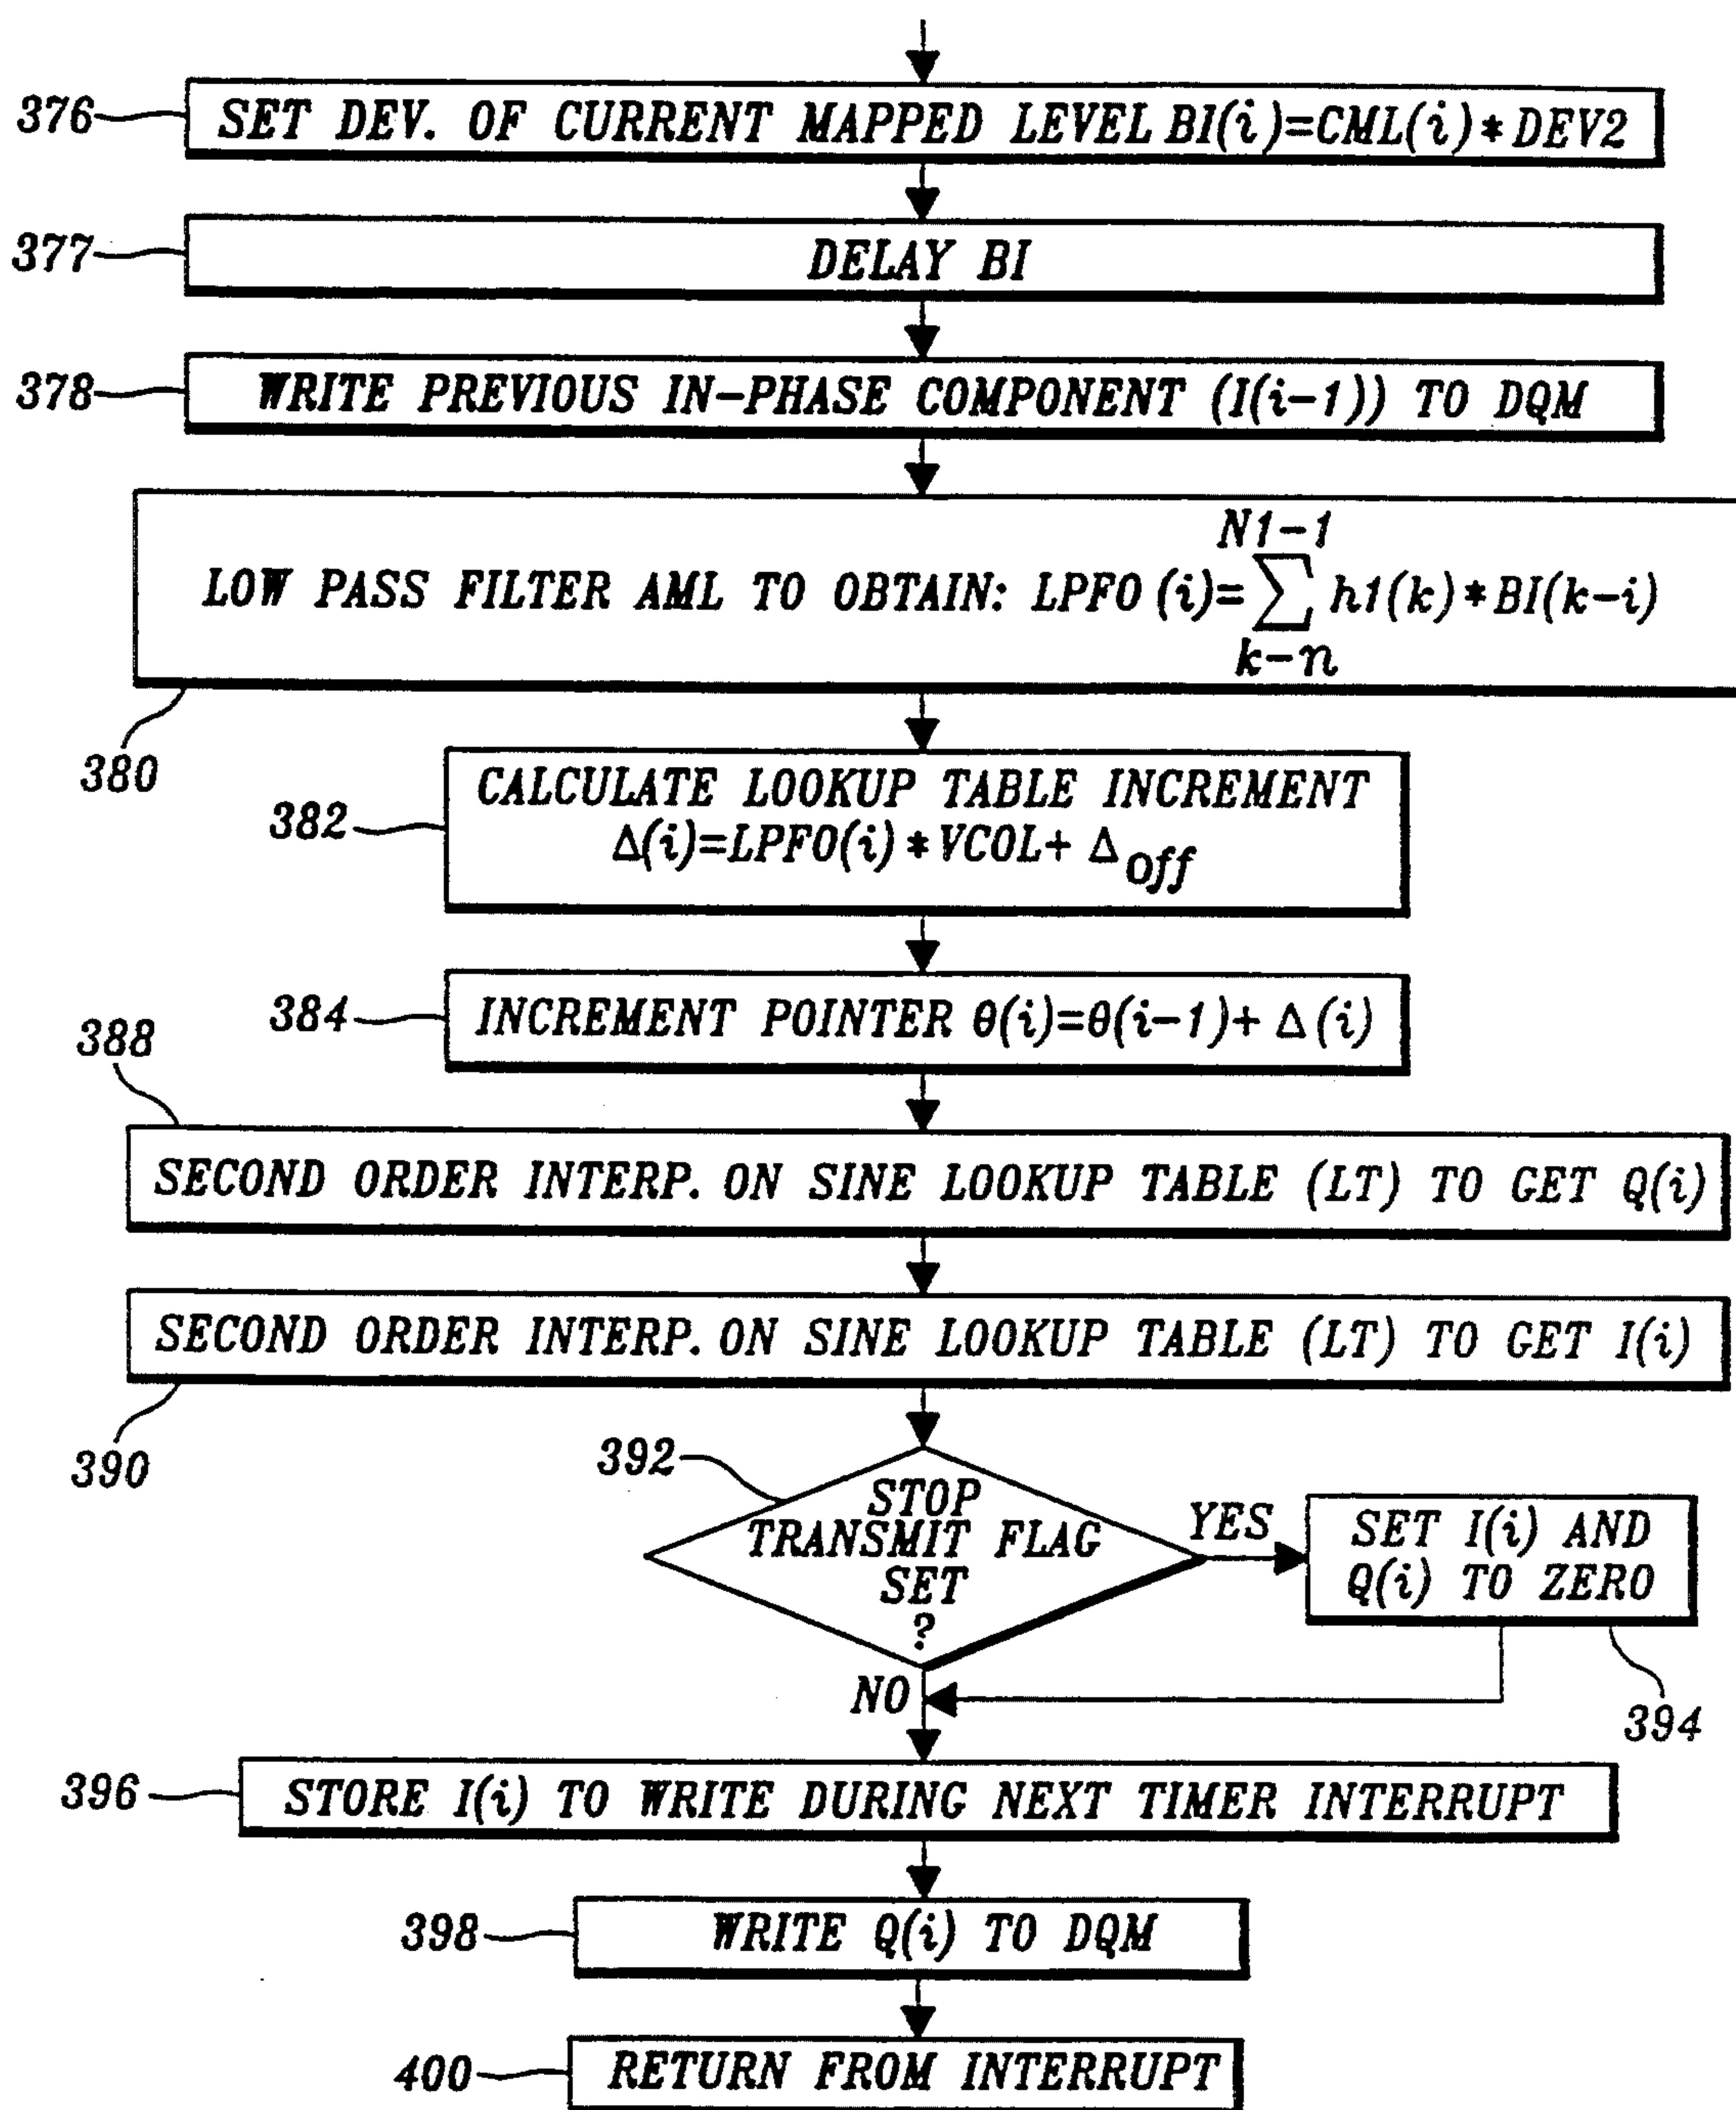 376
SET DEV. OF CURRENT MAPPED LEVEL BI(i)=CML(i)*DEV2
377
DELAY BI
378
WRITE PREVIOUS IN-PHASE COMPONENT (I(i-1)) TO DQM
N1-1
LOW PASS FILTER AML TO OBTAIN: LPFO(i)=∑ h1(k)*BI(k-i)
k-n
380
CALCULATE LOOKUP TABLE INCREMENT
382
Δ(i)=LPFO(i)*VCOL+ Δoff
384
INCREMENT POINTER θ(i)=θ(i-1)+ Δ(i)
388
SECOND ORDER INTERP. ON SINE LOOKUP TABLE (LT) TO GET Q(i)
SECOND ORDER INTERP. ON SINE LOOKUP TABLE (LT) TO GET I(i)
390
392
STOP
TRANSMIT FLAG
SET
?
YES
SET I(i) AND
Q(i) TO ZERO
NO
394
396
STORE I(i) TO WRITE DURING NEXT TIMER INTERRUPT
398
WRITE Q(i) TO DQM
400
RETURN FROM INTERRUPT